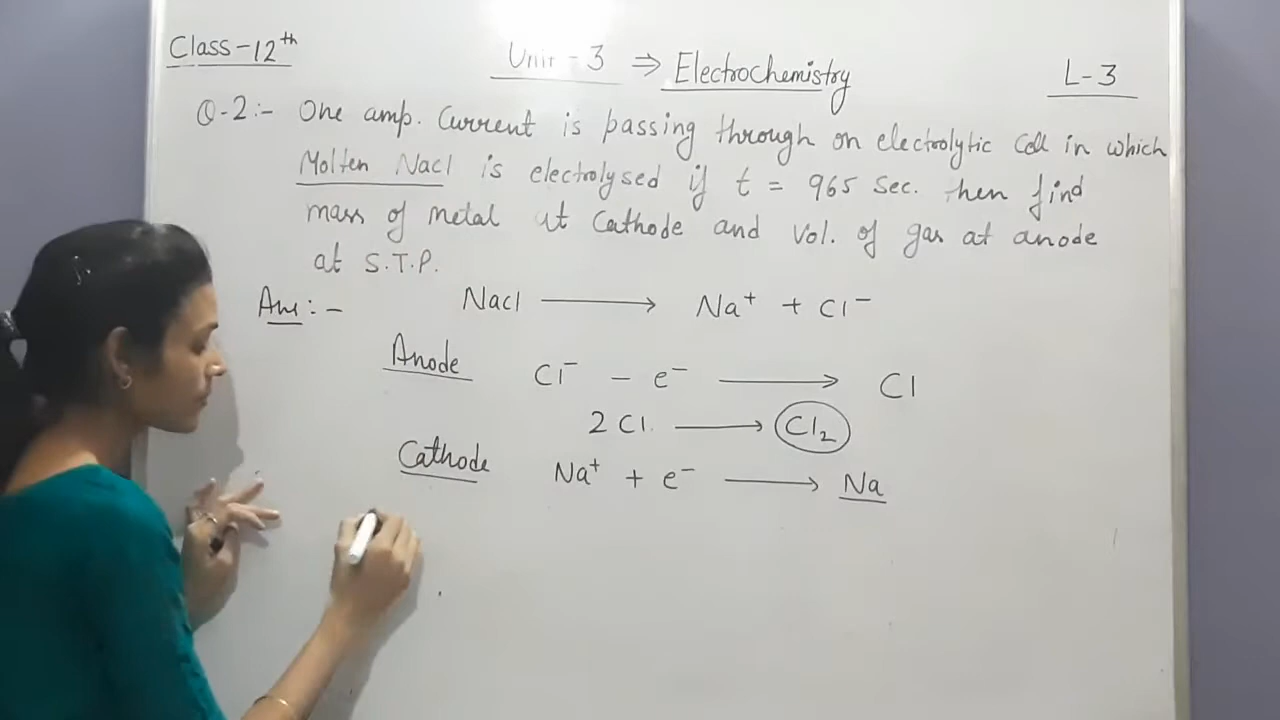 Class-12th
Unit - 3 ⇒ Electrochemistry
L-3
Q-2:- One amp. Current is passing through on electrolytic Cell in which
Molten Nacl is electrolysed if t = 965 Sec. then find
mass of metal at Cathode and Vol. of gas at anode
at S.T.P.
Ans:- Nacl ⟶ Na⁺ + Cl⁻
Anode Cl⁻ - e⁻ ⟶ Cl
2 Cl. ⟶ Cl₂
Cathode Na⁺ + e⁻ ⟶ Na